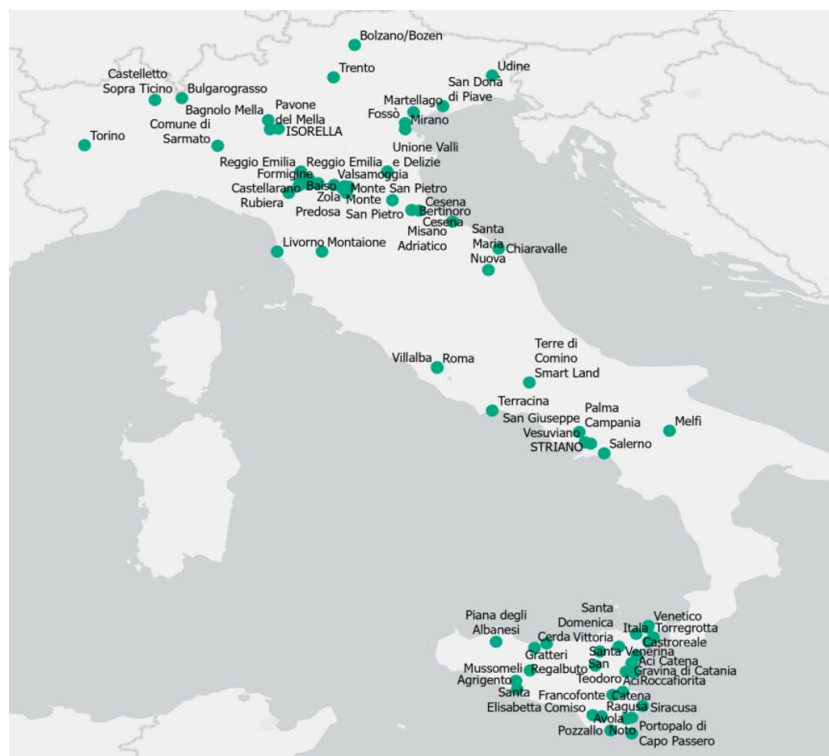 Bolzano/Bozen
Trento
Udine
Castelletto
Sopra Ticino
Bulgarograsso
San Donà
di Piave
Bagnolo Mella
Pavone
del Mella
Martellago
Fossò
Mirano
Torino
Comune di
Sarmato
ISORELLA
Unione Valli
e Delizie
Reggio Emilia
Reggio Emilia
Formigine
Valsamoggia
Castellarano
Baiso
Monte San Pietro
Rubiera
Zola
Predosa
Monte
San Pietro
Cesena
Bertinoro
Cesena
Misano
Adriatico
Santa
Maria
Nuova
Chiaravalle
Livorno
Montaione
Villalba
Roma
Terre di
Comino
Smart Land
Terracina
San Giuseppe
Vesuviano
Palma
Campania
STRIANO
Salerno
Melfi
Piana degli
Albanesi
Santa
Domenica
Vittoria
Venetico
Itala
Torregrotta
Cerda
Castroreale
Gratteri
Santa Venerina
Mussomeli
Regalbuto
San
Teodoro
Aci Catena
Gravina di Catania
Agrigento
Aci
Catena
Roccafiorita
Santa
Elisabetta
Francofonte
Comiso
Ragusa
Siracusa
Avola
Pozzallo
Noto
Portopalo di
Capo Passero